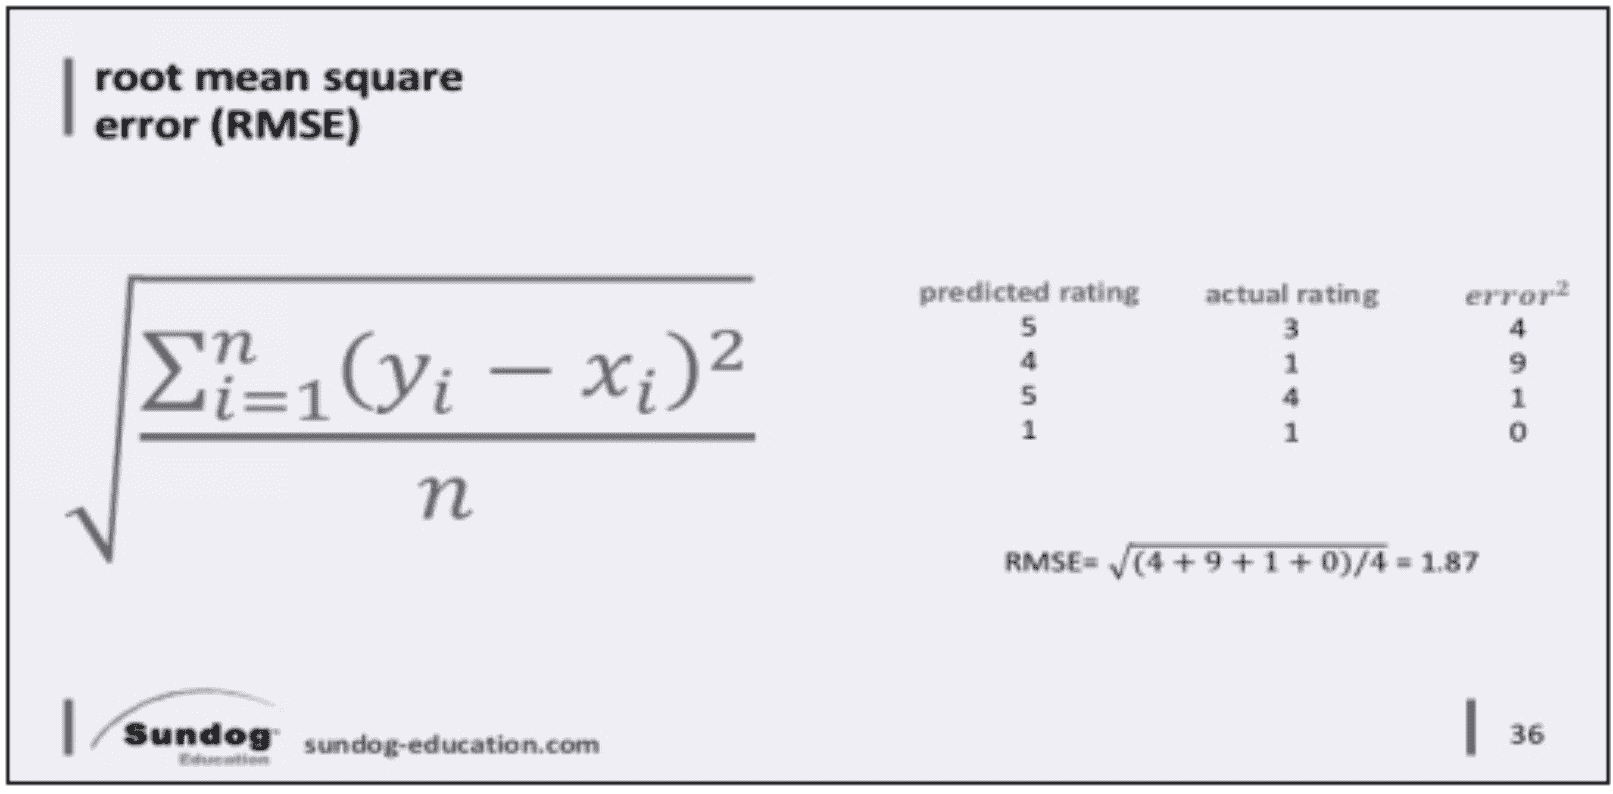 root mean square
error (RMSE)
√(∑ⁿᵢ₌₁(yᵢ − xᵢ)² / n)
predicted rating actual rating error²
5 3 4
4 1 9
5 4 1
1 1 0
RMSE= √(4 + 9 + 1 + 0)/4 = 1.87
Sundog
Education
sundog-education.com
36